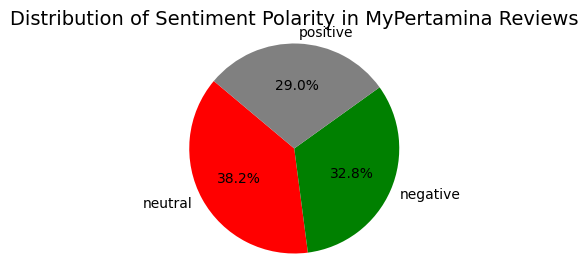 Distribution of Sentiment Polarity in MyPertamina Reviews
positive
29.0%
38.2%
32.8%
neutral
negative